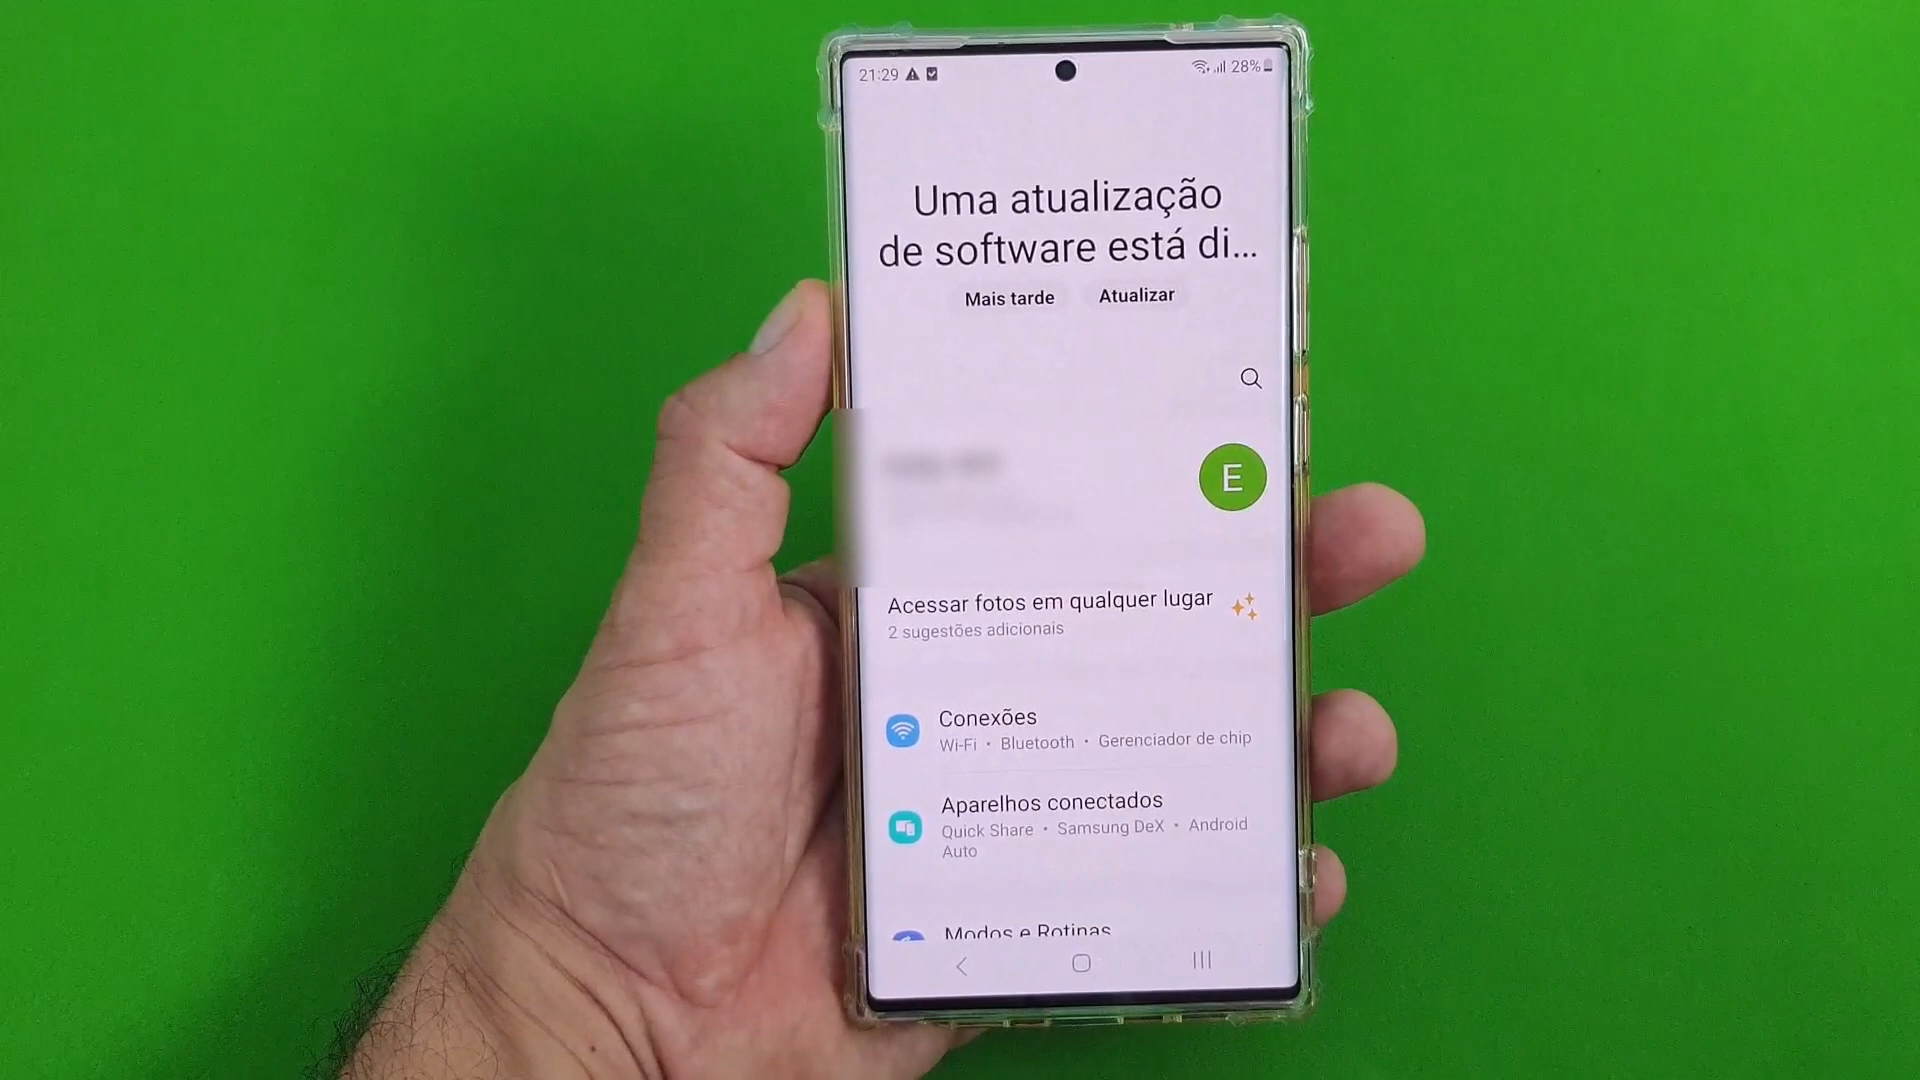 21:29
28%
Uma atualização
de software está di...
Mais tarde
Atualizar
E
Acessar fotos em qualquer lugar
2 sugestões adicionais
Conexões
Wi-Fi • Bluetooth • Gerenciador de chip
Aparelhos conectados
Quick Share • Samsung DeX • Android
Auto
Modos e Rotinas